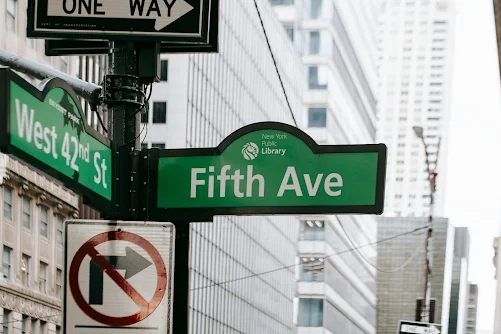 ONE WAY
West 42nd St
New York
Public
Library
Fifth Ave